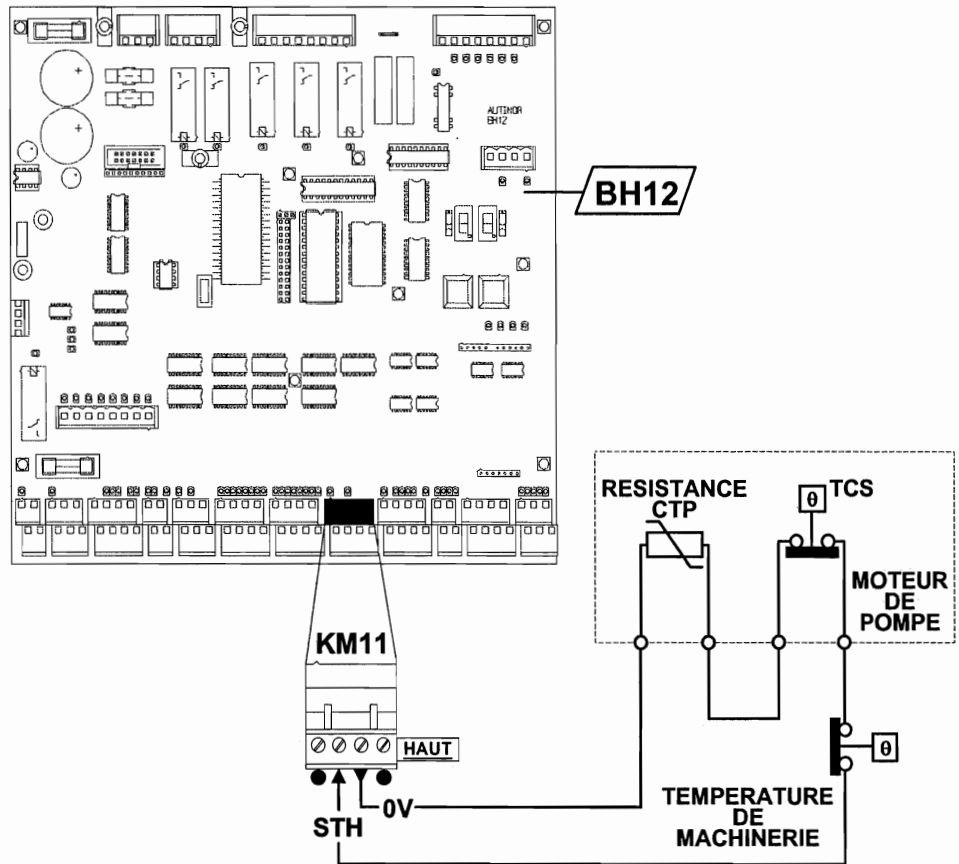 AUTINOR
BH12
BH12
RESISTANCE
CTP
θ
TCS
MOTEUR
DE
POMPE
KM11
HAUT
θ
0V
STH
TEMPERATURE
DE
MACHINERIE